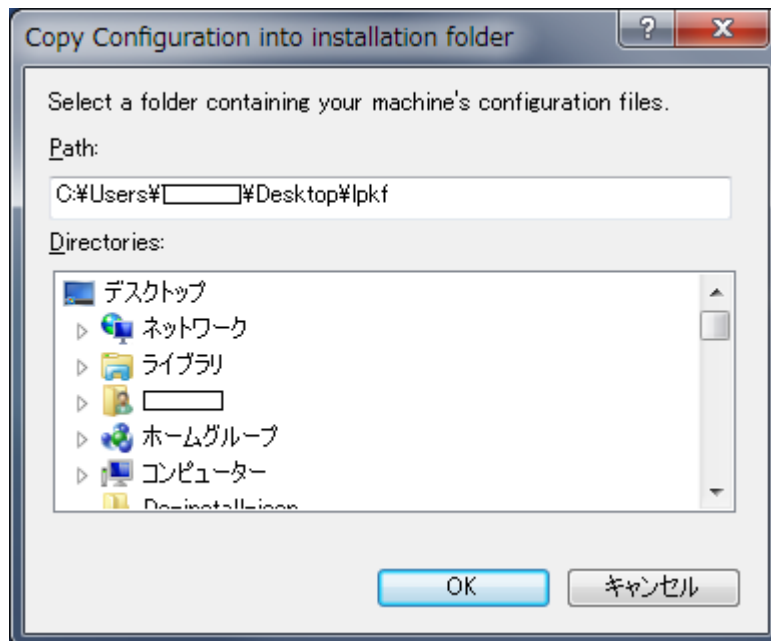 Copy Configuration into installation folder
Select a folder containing your machine's configuration files.
Path:
C:¥Users¥ ¥Desktop¥lpkf
Directories:
デスクトップ
ネットワーク
ライブラリ
ホームグループ
コンピューター
OK
キャンセル